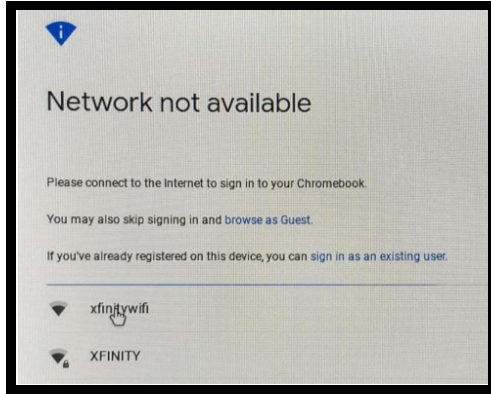 Network not available
Please connect to the Internet to sign in to your Chromebook.
You may also skip signing in and browse as Guest.
If you've already registered on this device, you can sign in as an existing user.
xfinitywifi
XFINITY